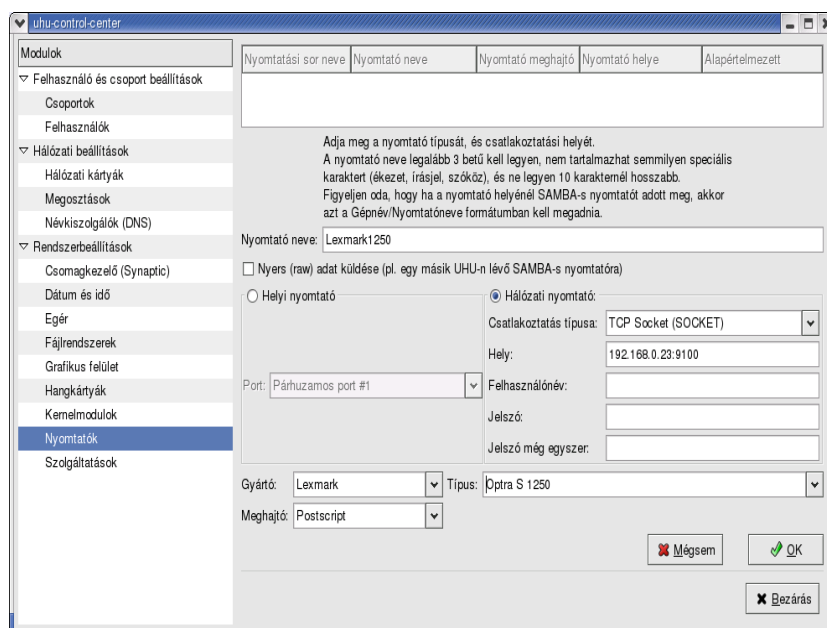 uhu-control-center
Modulok
Felhasználó és csoport beállítások
Csoportok
Felhasználók
Hálózati beállítások
Hálózati kártyák
Megosztások
Névkiszolgálók (DNS)
Rendszerbeállítások
Csomagkezelő (Synaptic)
Dátum és idő
Egér
Fájlrendszerek
Grafikus felület
Hangkártyák
Kernelmodulok
Nyomtatók
Szolgáltatások
Nyomtatási sor neve Nyomtató neve Nyomtató meghajtó Nyomtató helye Alapértelmezett
Adja meg a nyomtató típusát, és csatlakoztatási helyét.
A nyomtató neve legalább 3 betű kell legyen, nem tartalmazhat semmilyen speciális
karaktert (ékezet, írásjel, szóköz), és ne legyen 10 karakternél hosszabb.
Figyeljen oda, hogy ha a nyomtató helyénél SAMBA-s nyomtatót adott meg, akkor
azt a Gépnév/Nyomtatóneve formátumban kell megadnia.
Nyomtató neve: Lexmark1250
Nyers (raw) adat küldése (pl. egy másik UHU-n lévő SAMBA-s nyomtatóra)
Helyi nyomtató
Port: Párhuzamos port #1
Hálózati nyomtató:
Csatlakoztatás típusa: TCP Socket (SOCKET)
Hely: 192.168.0.23:9100
Felhasználónév:
Jelszó:
Jelszó még egyszer:
Gyártó: Lexmark Típus: Optra S 1250
Meghajtó: Postscript
Mégsem OK
Bezárás